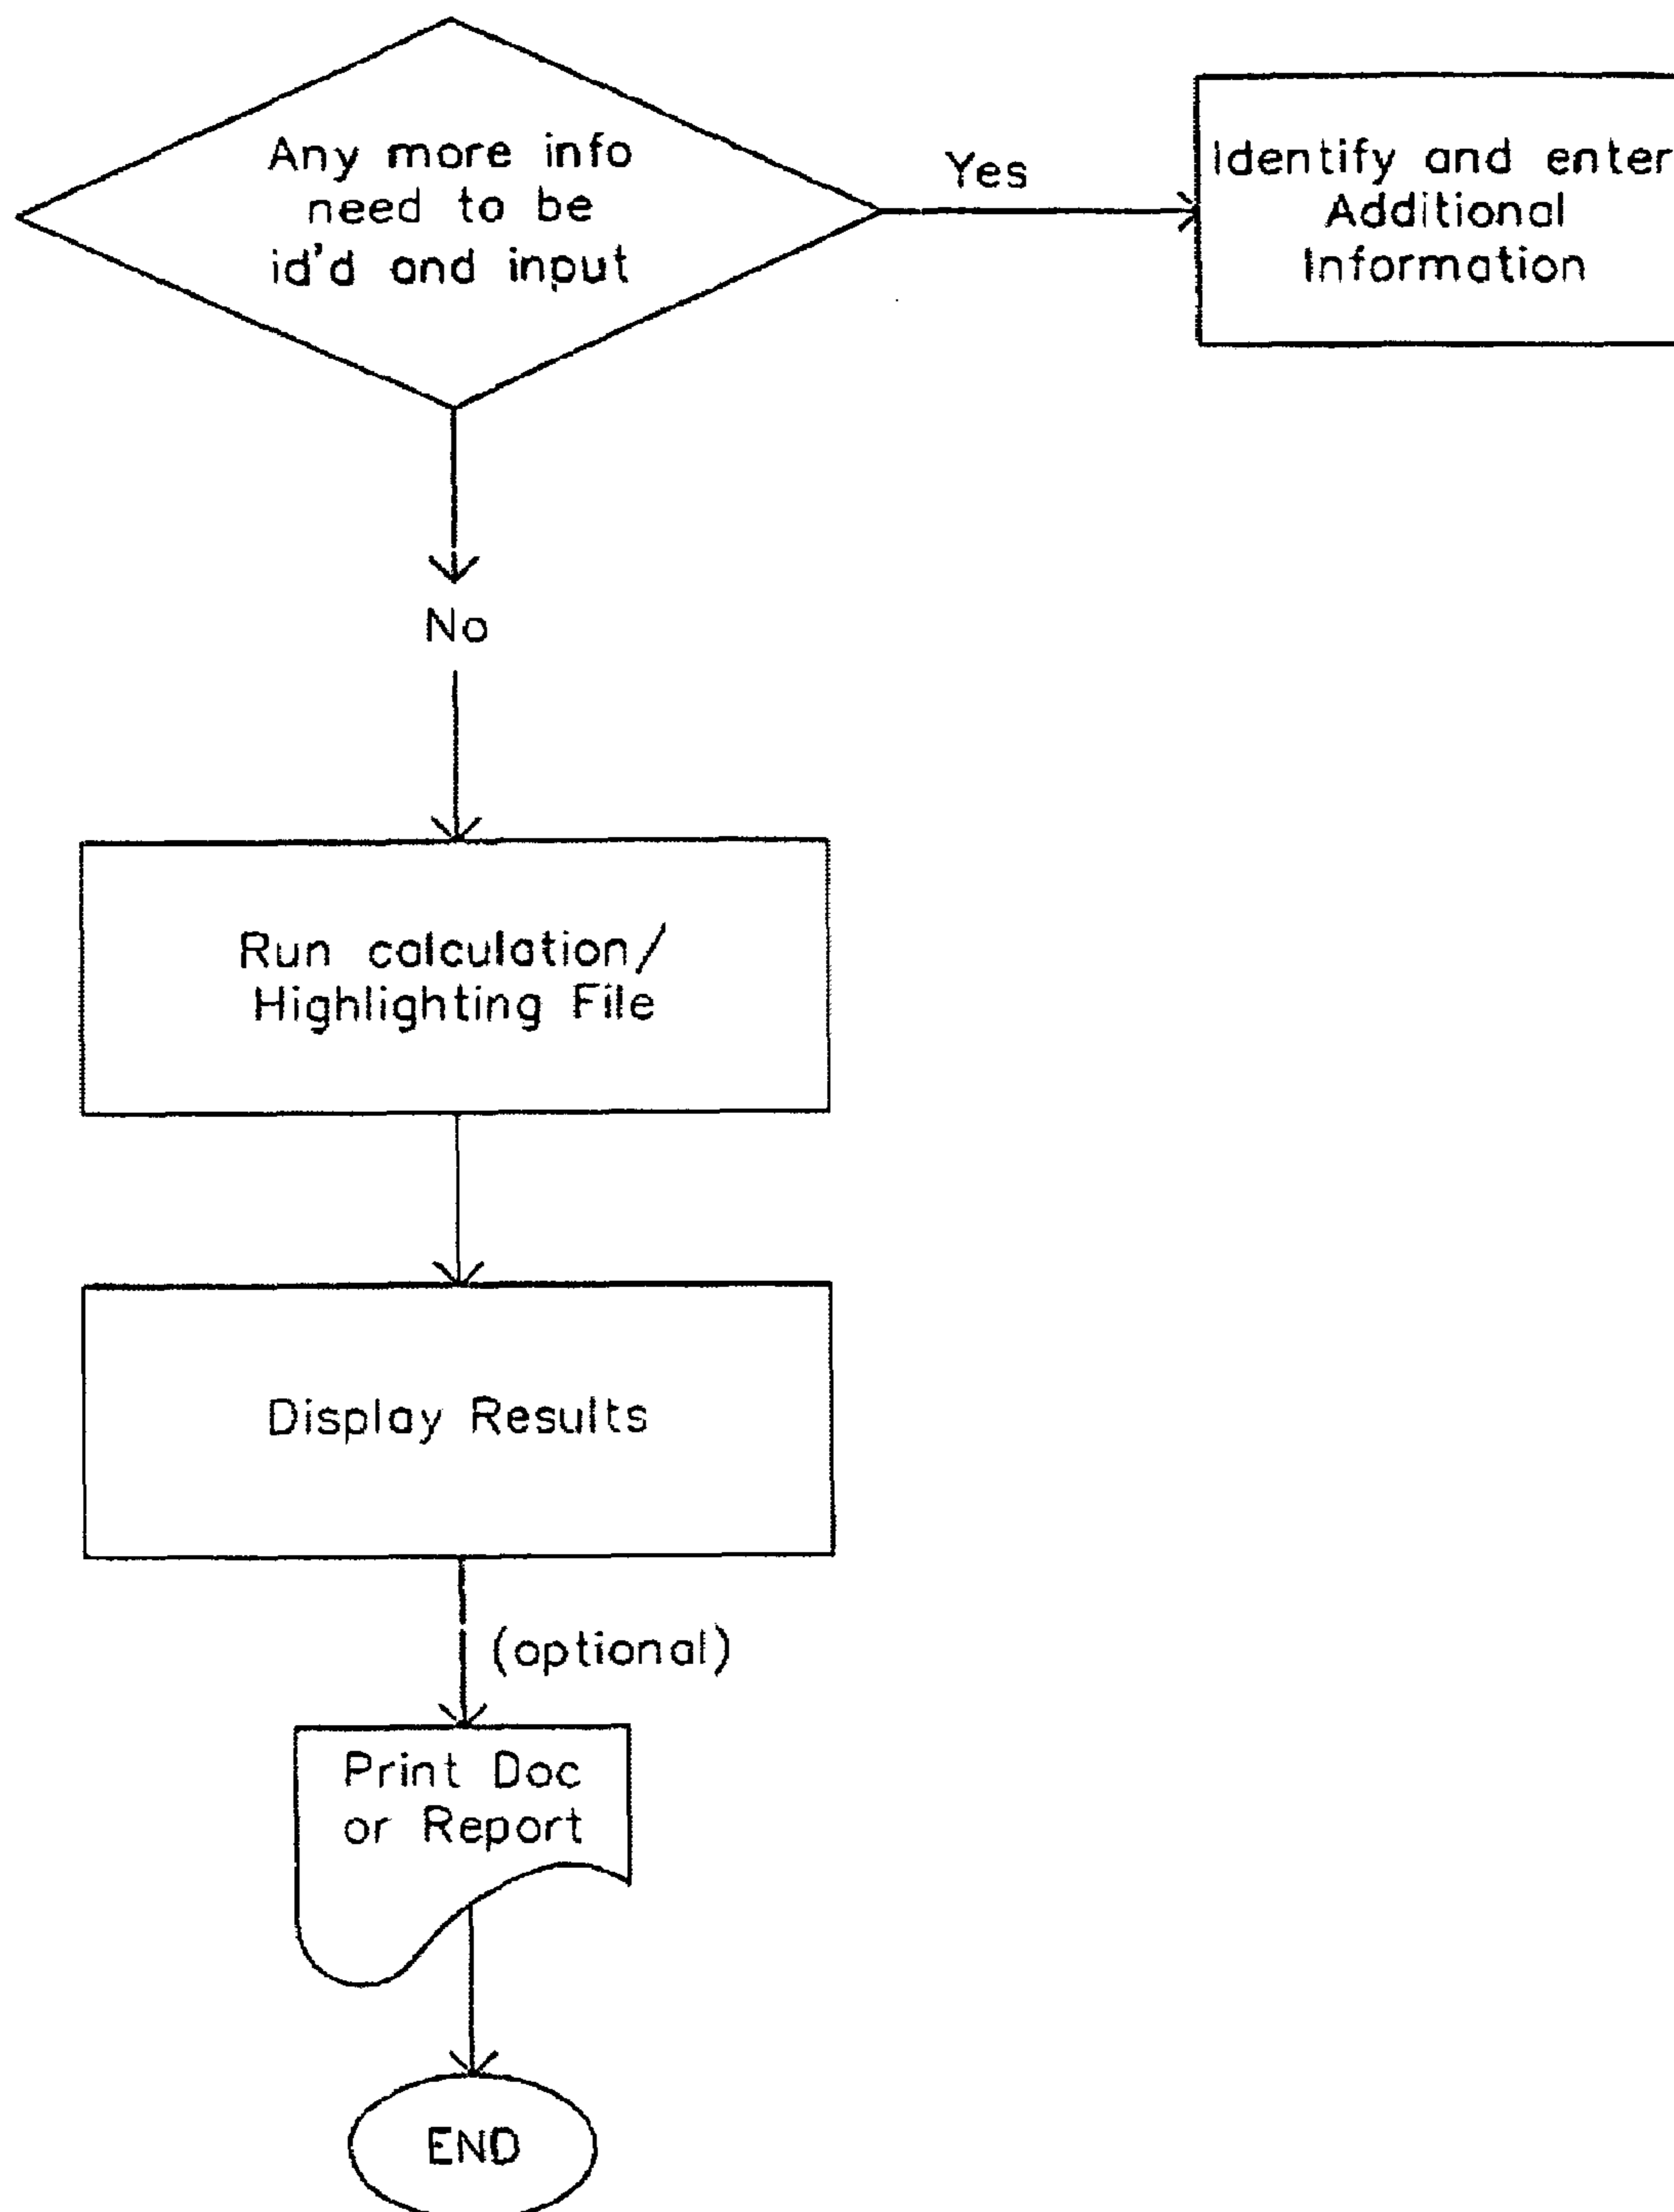 Any more info
need to be
id'd and input
Yes
Identify and enter
Additional
Information
No
Run calculation/
Highlighting File
Display Results
(optional)
Print Doc
or Report
END